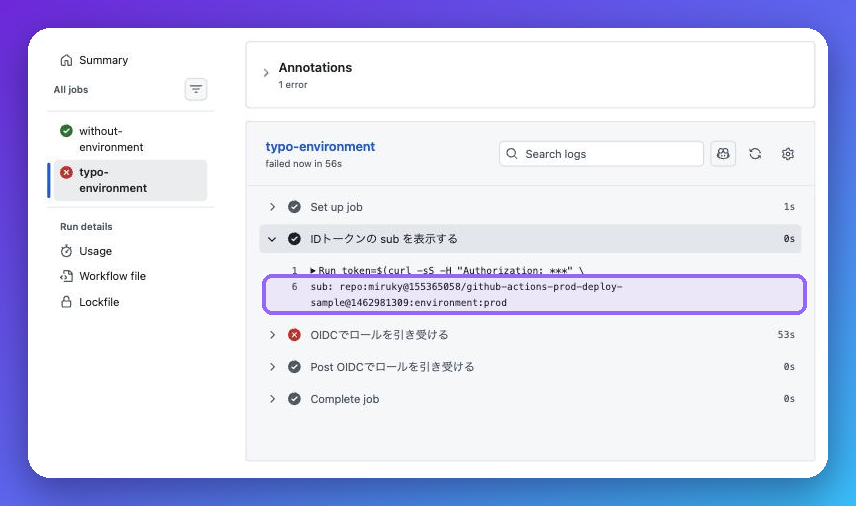 Summary
All jobs
without-
environment
typo-
environment
Run details
Usage
Workflow file
Lockfile
Annotations
1 error
typo-environment
failed now in 56s
Search logs
Set up job 1s
IDトークンの sub を表示する 0s
1 ▶Run token=$(curl -sS -H "Authorization: ***" \
6 sub: repo:miruky@155365058/github-actions-prod-deploy-
sample@1462981309:environment:prod
OIDCでロールを引き受ける 53s
Post OIDCでロールを引き受ける 0s
Complete job 0s